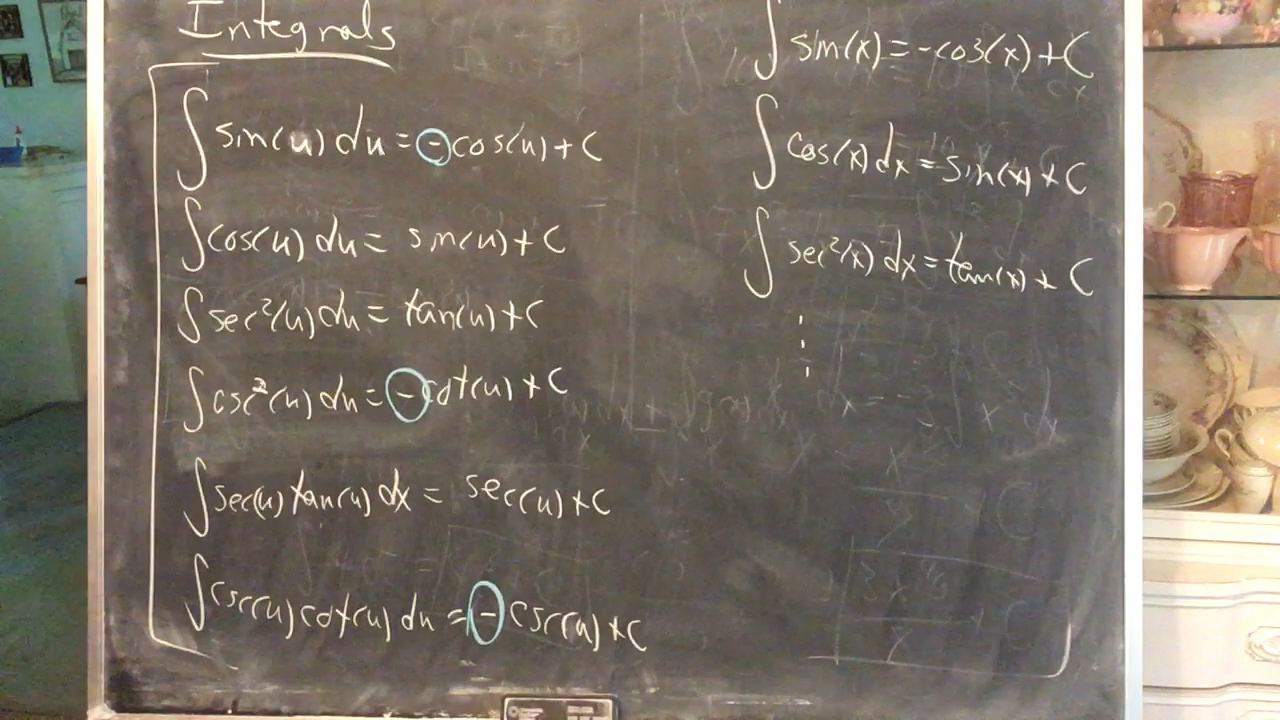 Integrals
∫ sin(u) du = -cos(u) + C
∫ cos(u) du = sin(u) + C
∫ sec²(u) du = tan(u) + C
∫ csc²(u) du = -cot(u) + C
∫ sec(u) tan(u) dx = sec(u) + C
∫ csc(u) cot(u) du = -csc(u) + C
∫ sin(x) = -cos(x) + C
∫ cos(x) dx = sin(x) + C
∫ sec²(x) dx = tan(x) + C
⋮